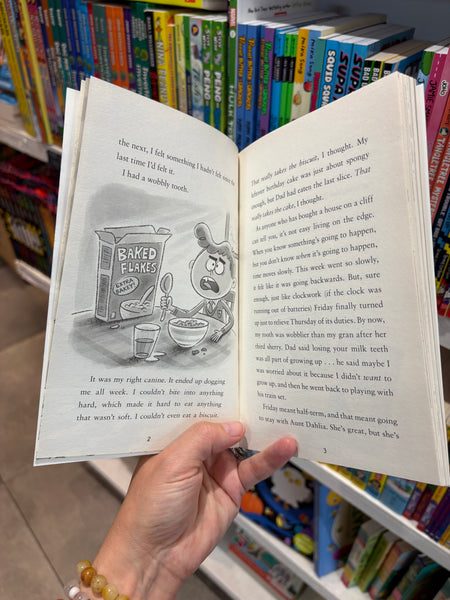 the next, I felt something I hadn't felt since the
last time I'd felt it.
I had a wobbly tooth.
BAKED
FLAKES
EXTRA
BAKED
It was my right canine. It ended up dogging
me all week. I couldn't bite into anything
hard, which made it hard to eat anything
that wasn't soft. I couldn't even eat a biscuit.
2
That really takes the biscuit, I thought. My
almost birthday cake was just about spongy
enough, but Dad had eaten the last slice. That
really takes the cake, I thought.
As anyone who has bought a house on a cliff
can tell you, it's not easy living on the edge.
When you know something's going to happen,
but you don't know when it's going to happen,
time moves slowly. This week went so slowly,
it felt like it was going backwards. But, sure
enough, just like clockwork (if the clock was
running out of batteries) Friday finally turned
up just to relieve Thursday of its duties. By now,
my tooth was wobblier than my gran after her
third sherry. Dad said losing your milk teeth
was all part of growing up . . . he said maybe I
was worried about it because I didn't want to
grow up, and then he went back to playing with
his train set.
Friday meant half-term, and that meant going
to stay with Aunt Dahlia. She's great, but she's
3